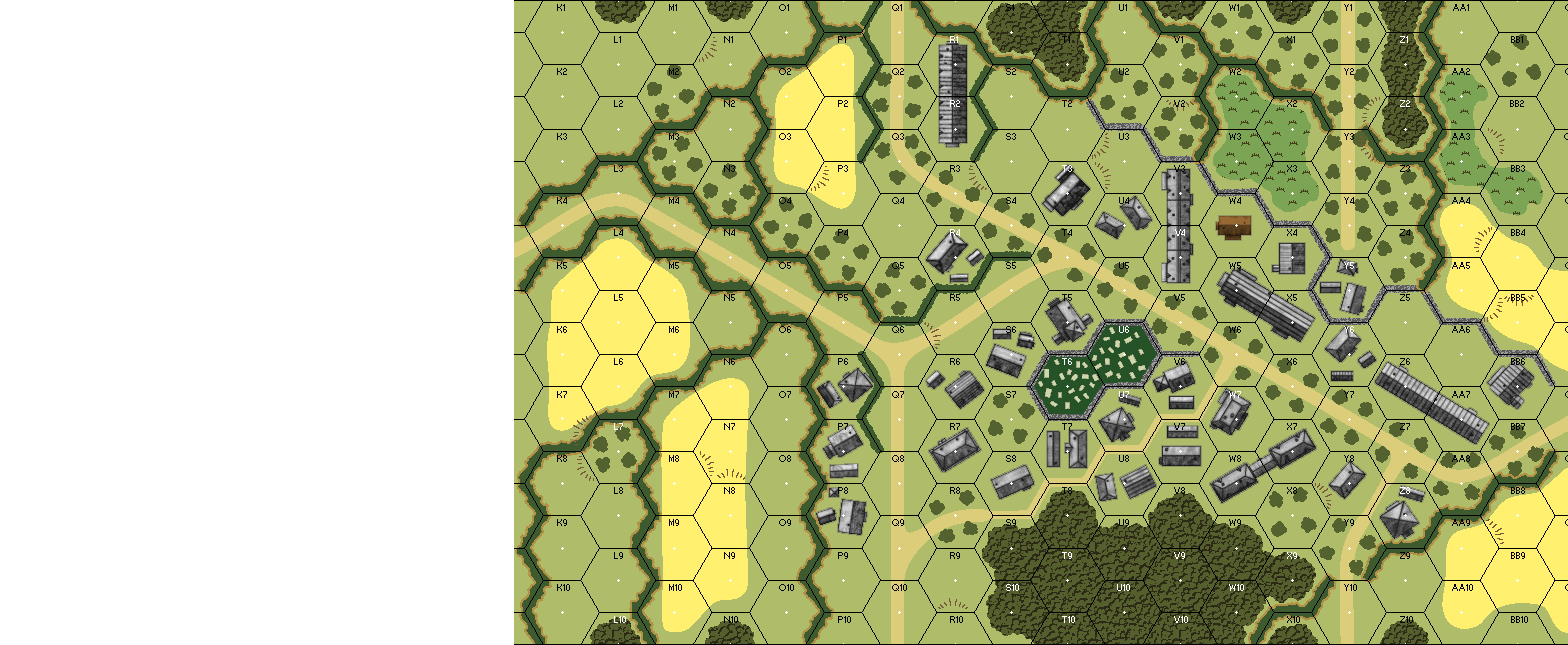 K1 M1 O1 Q1 S1 U1 W1 Y1 AA1
L1 N1 P1 R1 T1 V1 X1 Z1 BB1
K2 M2 O2 Q2 S2 U2 W2 Y2 AA2
L2 N2 P2 R2 T2 V2 X2 Z2 BB2
K3 M3 O3 Q3 S3 U3 W3 Y3 AA3
L3 N3 P3 R3 T3 V3 X3 Z3 BB3
K4 M4 O4 Q4 S4 U4 W4 Y4 AA4
L4 N4 P4 R4 T4 V4 X4 Z4 BB4
K5 M5 O5 Q5 S5 U5 W5 Y5 AA5
L5 N5 P5 R5 T5 V5 X5 Z5 BB5
K6 M6 O6 Q6 S6 U6 W6 Y6 AA6
L6 N6 P6 R6 T6 V6 X6 Z6 BB6
K7 M7 O7 Q7 S7 U7 W7 Y7 AA7
L7 N7 P7 R7 T7 V7 X7 Z7 BB7
K8 M8 O8 Q8 S8 U8 W8 Y8 AA8
L8 N8 P8 R8 T8 V8 X8 Z8 BB8
K9 M9 O9 Q9 S9 U9 W9 Y9 AA9
L9 N9 P9 R9 T9 V9 X9 Z9 BB9
K10 M10 O10 Q10 S10 U10 W10 Y10 AA10
L10 N10 P10 R10 T10 V10 X10 Z10 BB10